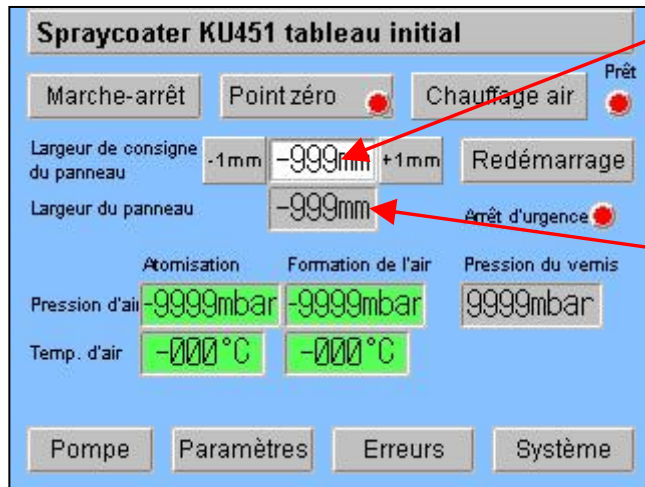 Spraycoater KU451 tableau initial
Marche-arrêt Point zéro Chauffage air Prêt
Largeur de consigne du panneau -1mm -999mm +1mm Redémarrage
Largeur du panneau -999mm Arrêt d'urgence
Atomisation Formation de l'air Pression du vernis
Pression d'air -9999mbar -9999mbar 9999mbar
Temp. d'air -000°C -000°C
Pompe Paramètres Erreurs Système